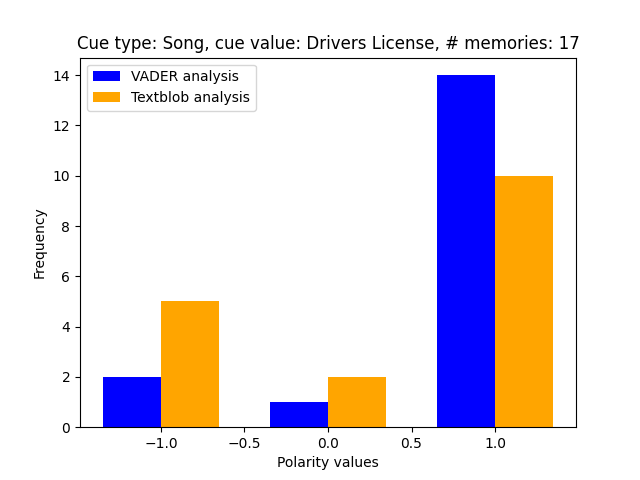 Cue type: Song, cue value: Drivers License, # memories: 17
VADER analysis
Textblob analysis
14
12
10
8
6
4
2
0
Frequency
−1.0
−0.5
0.0
0.5
1.0
Polarity values